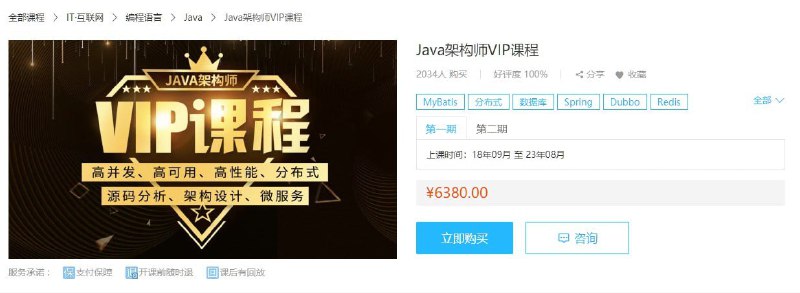 全部课程 > IT·互联网 > 编程语言 > Java > Java架构师VIP课程
JAVA架构师
VIP课程
高并发、高可用、高性能、分布式
源码分析、架构设计、微服务
服务承诺： 支付保障 开课前随时退 课后有回放
Java架构师VIP课程
2034人 购买 | 好评度 100% | 分享 收藏
MyBatis 分布式 数据库 Spring Dubbo Redis 全部
第一期 第二期
上课时间：18年09月 至 23年08月
¥6380.00
立即购买 咨询